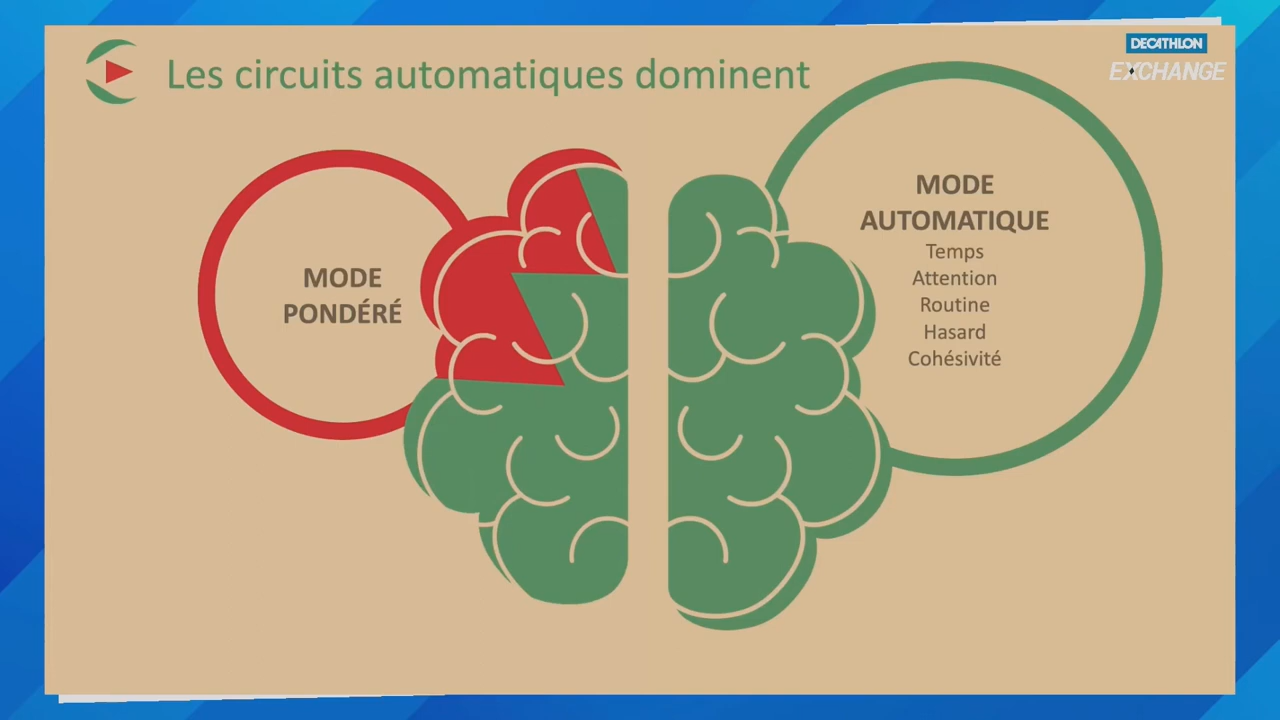 Les circuits automatiques dominent
DECATHLON
EXCHANGE
MODE
PONDÉRÉ
MODE
AUTOMATIQUE
Temps
Attention
Routine
Hasard
Cohésivité